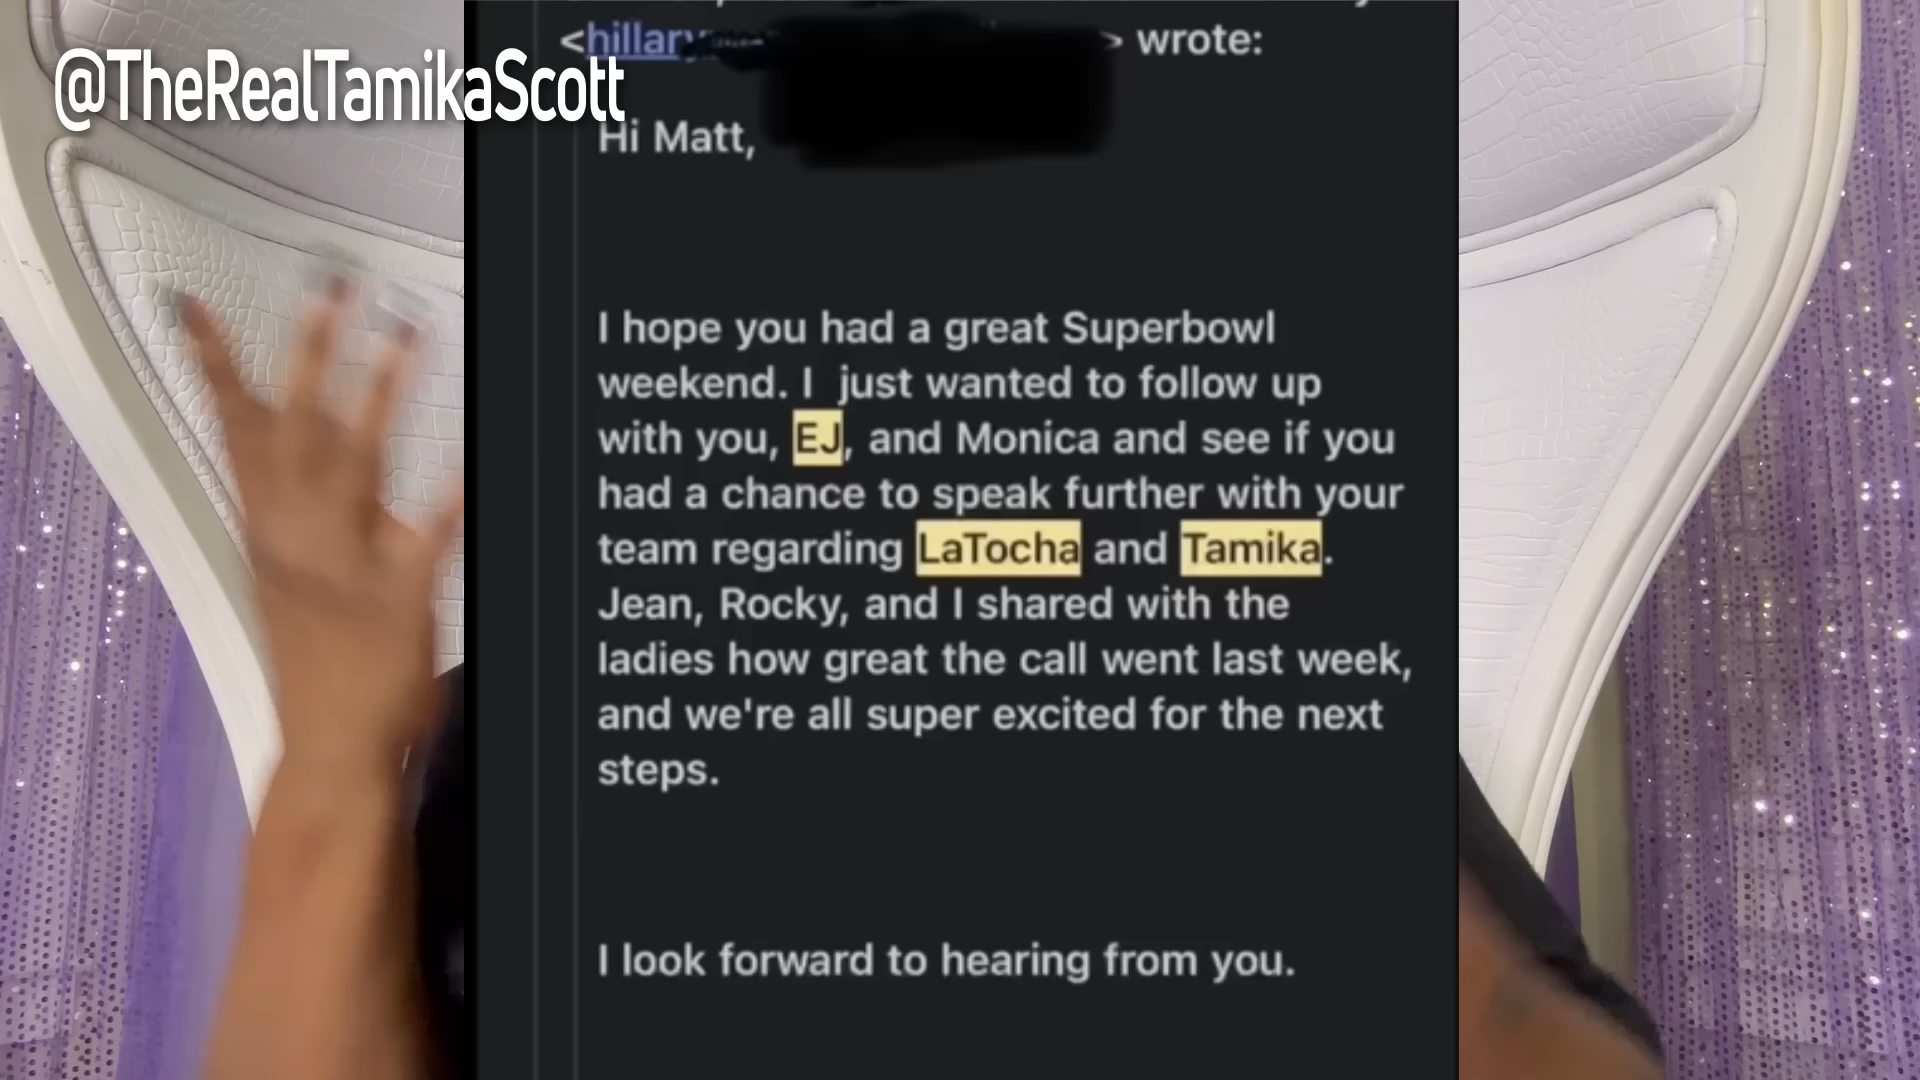 @TheRealTamikaScott
<hillary > wrote:
Hi Matt,
I hope you had a great Superbowl
weekend. I just wanted to follow up
with you, EJ, and Monica and see if you
had a chance to speak further with your
team regarding LaTocha and Tamika.
Jean, Rocky, and I shared with the
ladies how great the call went last week,
and we're all super excited for the next
steps.
I look forward to hearing from you.